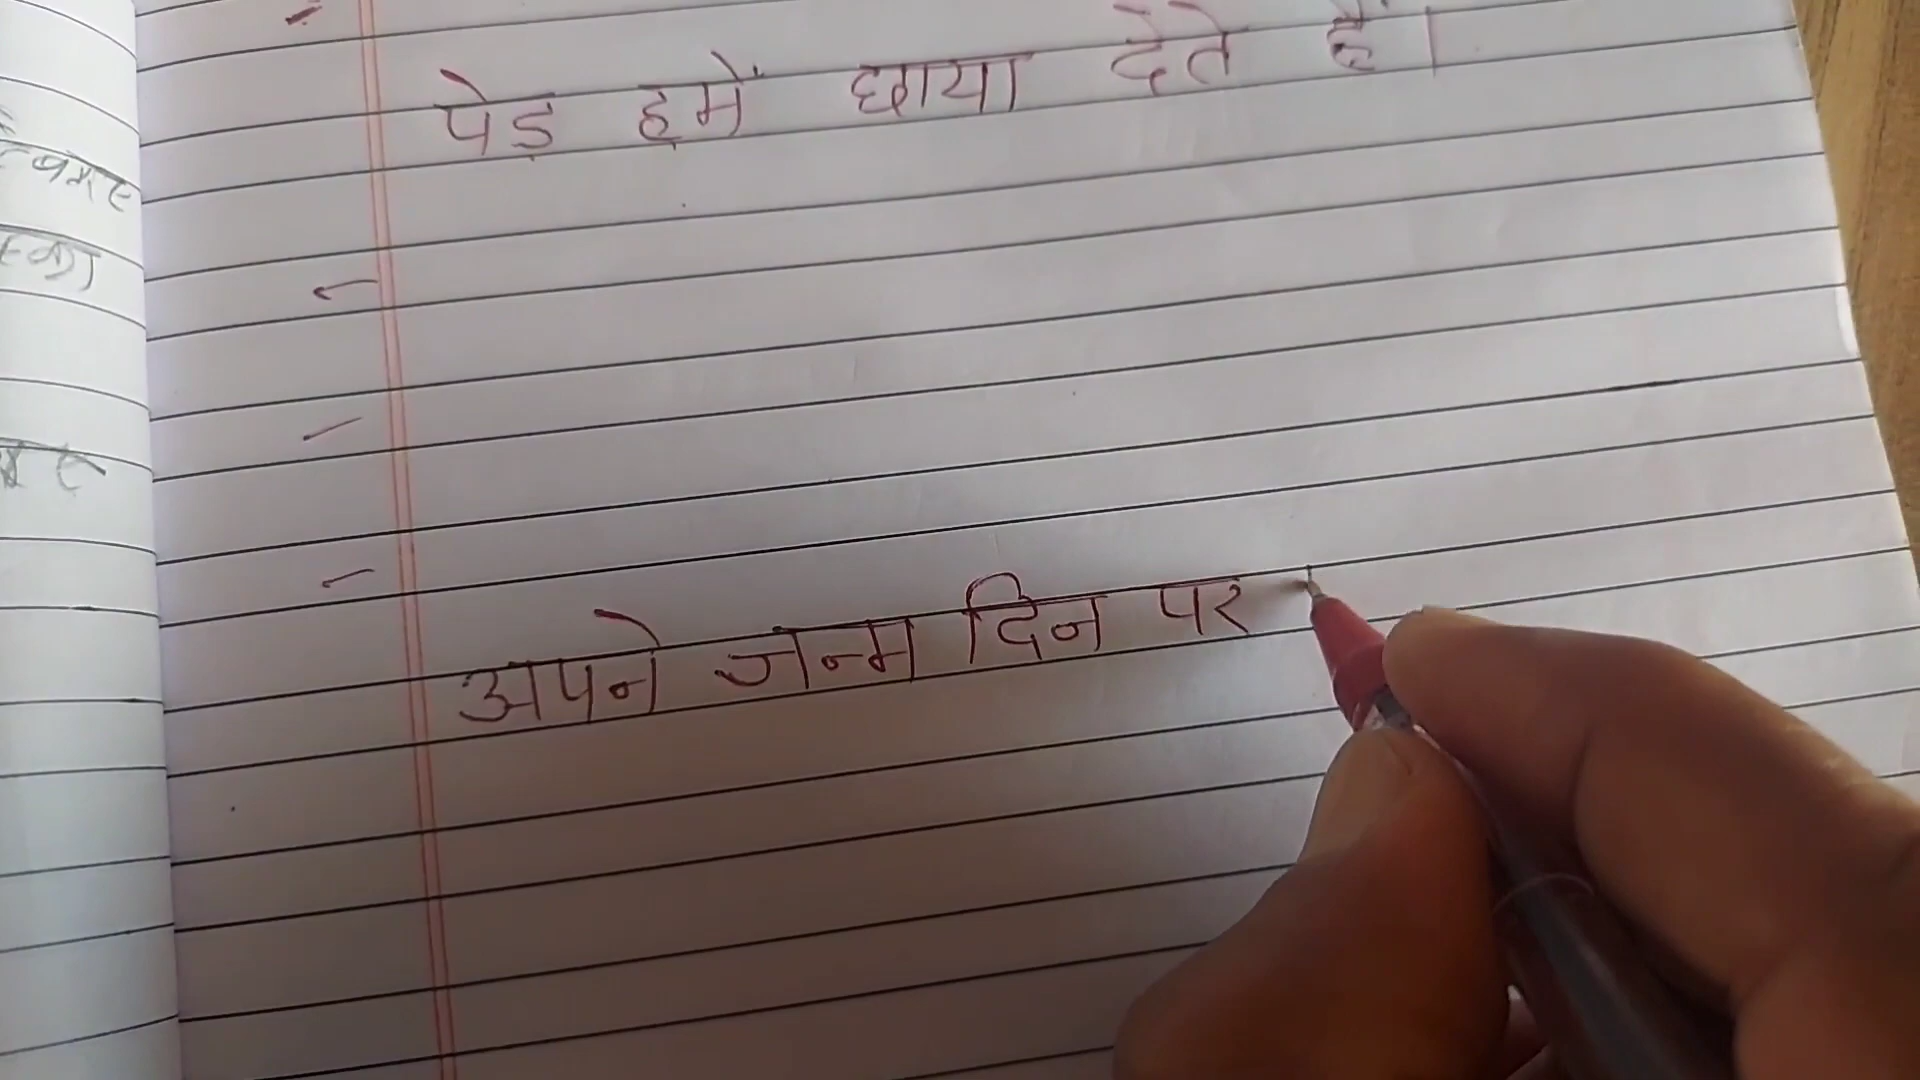 पेड़ हमें छाया देते हैं।
अपने जन्म दिन पर